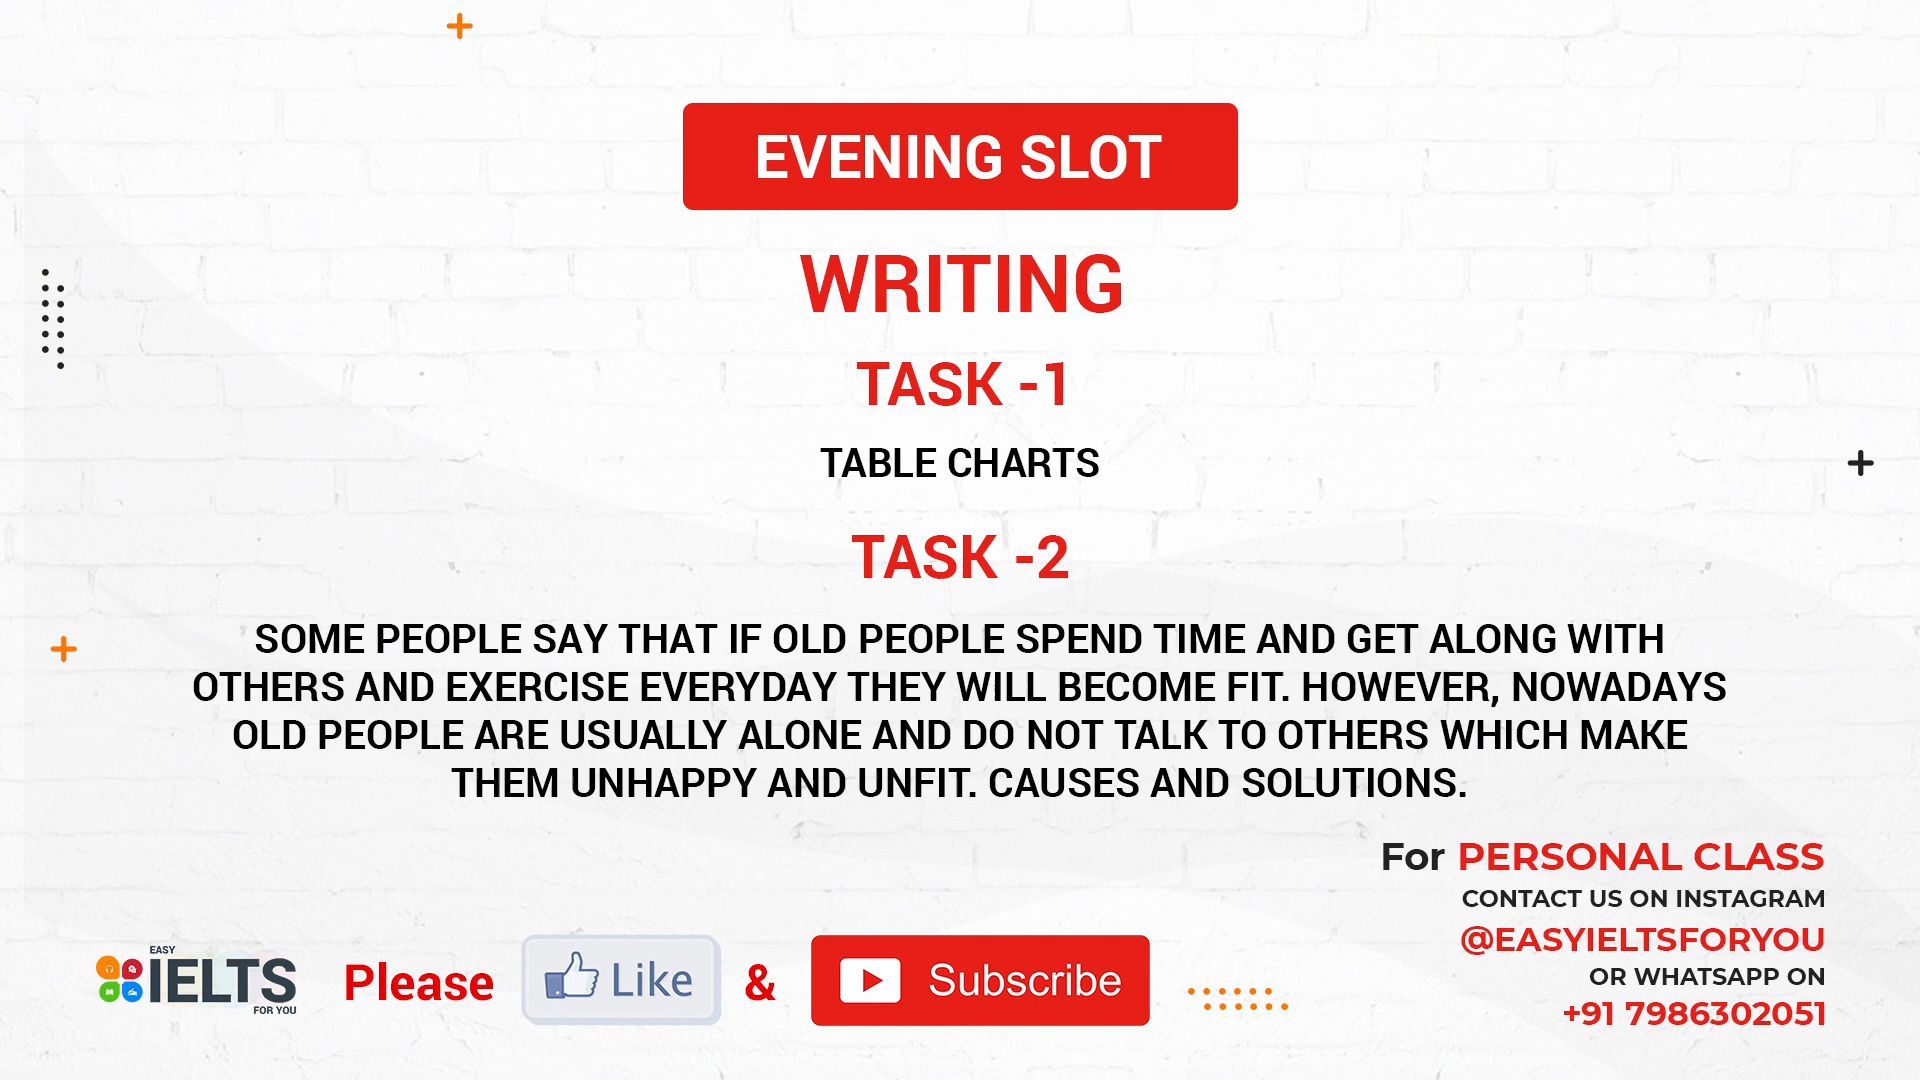 EVENING SLOT
WRITING
TASK -1
TABLE CHARTS
TASK -2
SOME PEOPLE SAY THAT IF OLD PEOPLE SPEND TIME AND GET ALONG WITH
OTHERS AND EXERCISE EVERYDAY THEY WILL BECOME FIT. HOWEVER, NOWADAYS
OLD PEOPLE ARE USUALLY ALONE AND DO NOT TALK TO OTHERS WHICH MAKE
THEM UNHAPPY AND UNFIT. CAUSES AND SOLUTIONS.
For PERSONAL CLASS
CONTACT US ON INSTAGRAM
@EASYIELTSFORYOU
OR WHATSAPP ON
+91 7986302051
EASY
IELTS
FOR YOU
Please Like & Subscribe